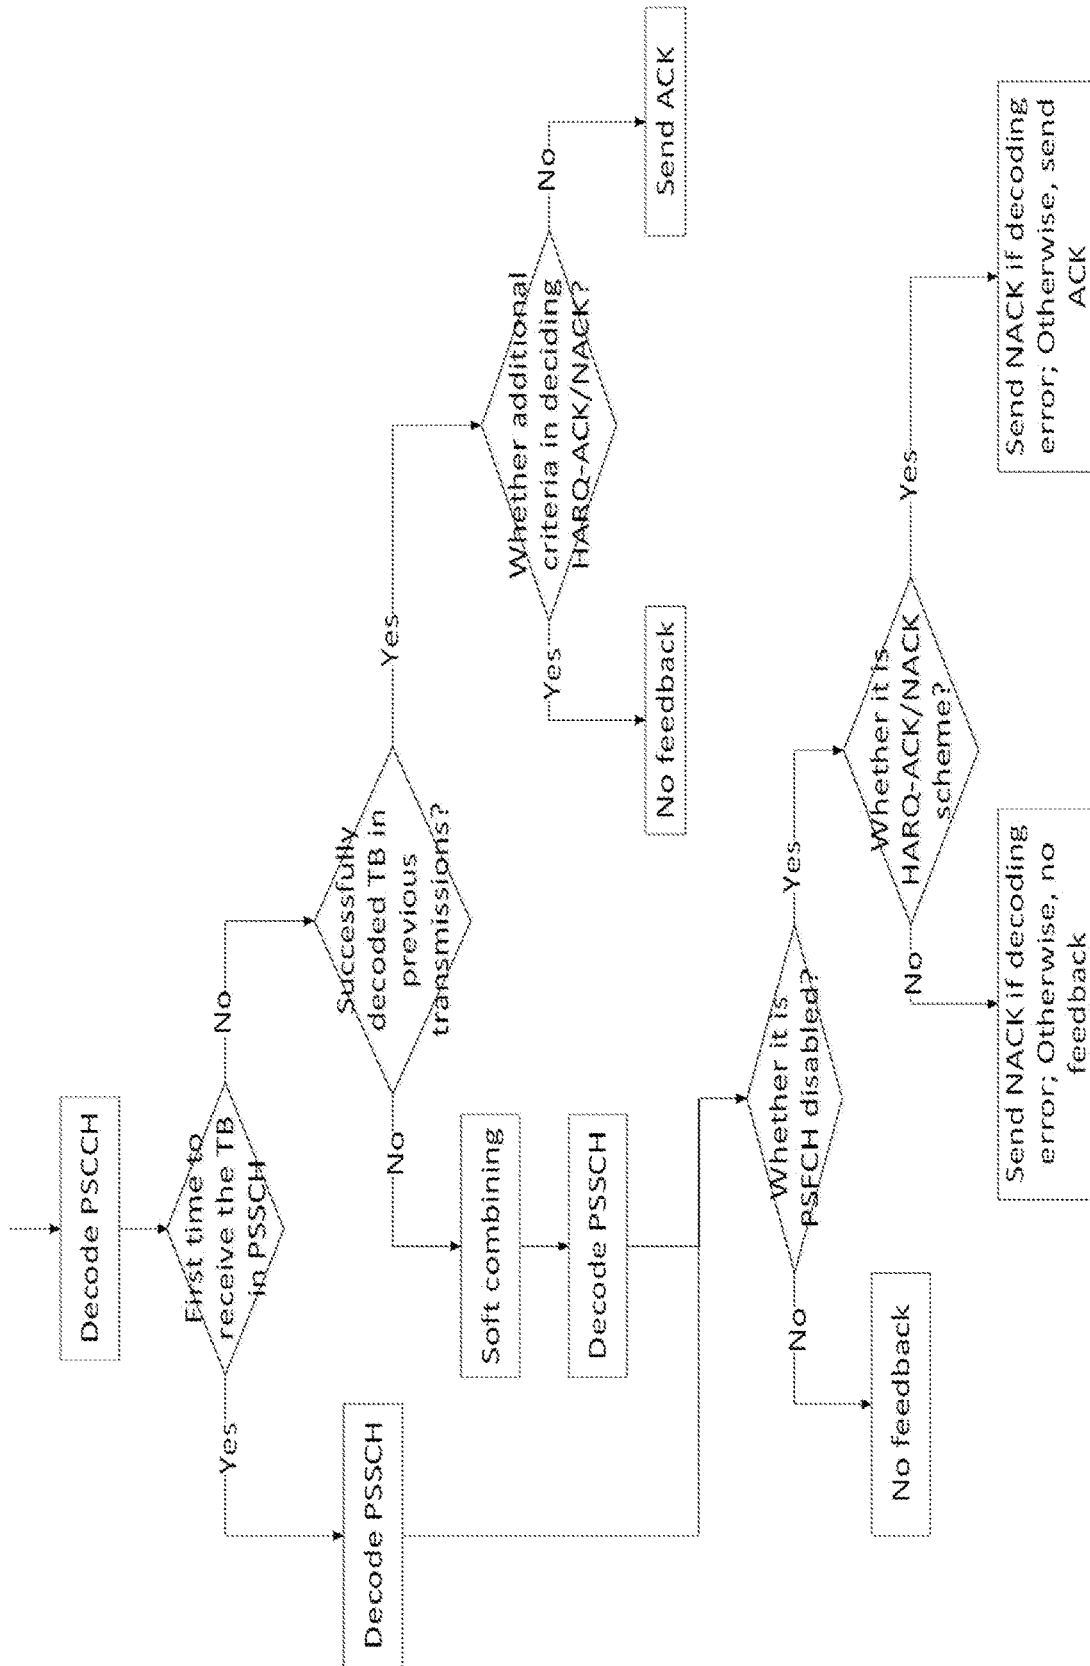 Decode PSCCH
First time to
receive the TB
in PSSCH
Yes
No
Decode PSSCH
Successfully
decoded TB in
previous
transmissions?
No
Yes
Soft combining
Decode PSSCH
Whether additional
criteria in deciding
HARQ-ACK/NACK?
Yes
No
No feedback
Send ACK
Whether it is
PSFCH disabled?
No
Yes
No feedback
Whether it is
HARQ-ACK/NACK
scheme?
No
Yes
Send NACK if decoding
error; Otherwise, no
feedback
Send NACK if decoding
error; Otherwise, send
ACK